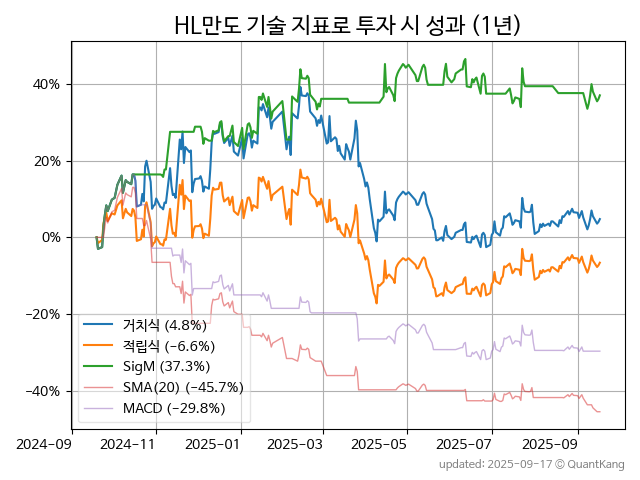 HL만도 기술 지표로 투자 시 성과 (1년)
40%
20%
0%
−20%
−40%
거치식 (4.8%)
적립식 (−6.6%)
SigM (37.3%)
SMA(20) (−45.7%)
MACD (−29.8%)
2024-09
2024-11
2025-01
2025-03
2025-05
2025-07
2025-09
updated: 2025-09-17 © QuantKang